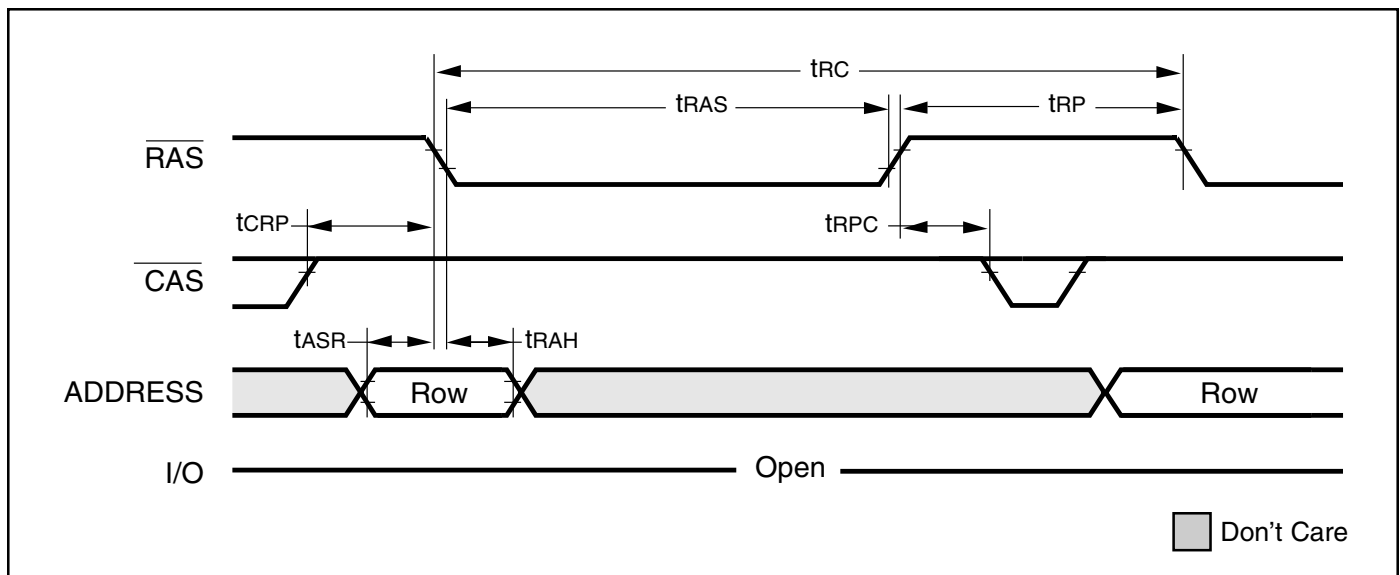 tRC
tRAS
tRP
RAS
tCRP
tRPC
CAS
tASR
tRAH
ADDRESS
Row
Row
I/O
Open
Don't Care